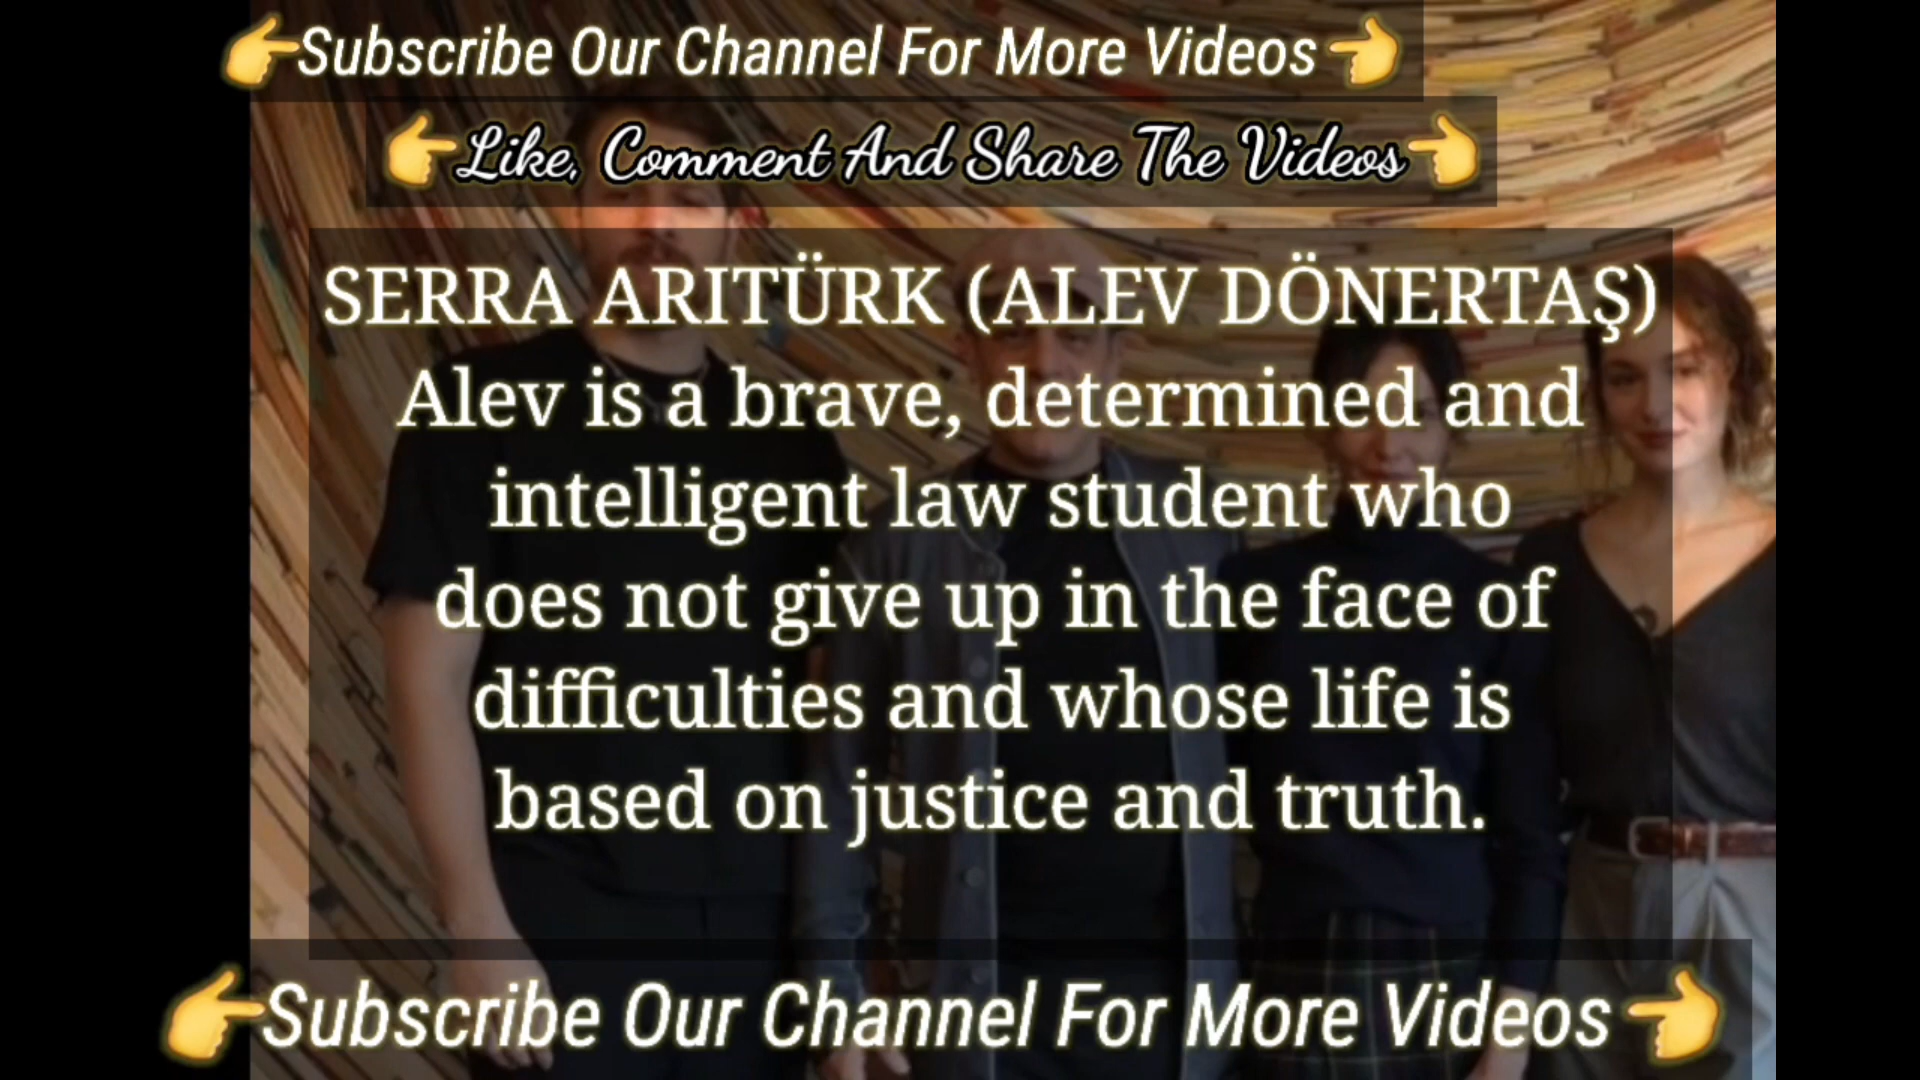 👉Subscribe Our Channel For More Videos👈
👉Like, Comment And Share The Videos👈
SERRA ARITÜRK (ALEV DÖNERTAŞ)
Alev is a brave, determined and
intelligent law student who
does not give up in the face of
difficulties and whose life is
based on justice and truth.
👉Subscribe Our Channel For More Videos👈